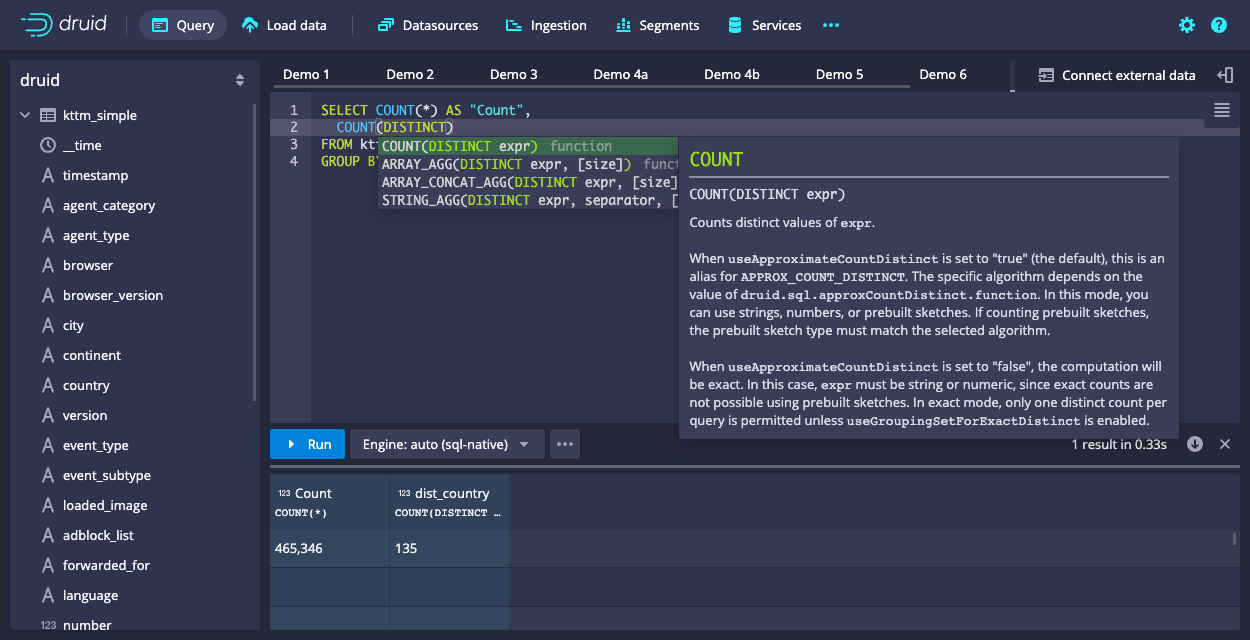 druid
Query
Load data
Datasources
Ingestion
Segments
Services
druid
kttm_simple
__time
timestamp
agent_category
agent_type
browser
browser_version
city
continent
country
version
event_type
event_subtype
loaded_image
adblock_list
forwarded_for
language
123 number
Demo 1
Demo 2
Demo 3
Demo 4a
Demo 4b
Demo 5
Demo 6
Connect external data
1 SELECT COUNT(*) AS "Count",
2 COUNT(DISTINCT)
3 FROM
4 GROUP
COUNT(DISTINCT expr) function
ARRAY_AGG(DISTINCT expr, [size])
ARRAY_CONCAT_AGG(DISTINCT expr, [size]
STRING_AGG(DISTINCT expr, separator, [
COUNT
COUNT(DISTINCT expr)
Counts distinct values of expr.
When useApproximateCountDistinct is set to "true" (the default), this is an
alias for APPROX_COUNT_DISTINCT. The specific algorithm depends on the
value of druid.sql.approxCountDistinct.function. In this mode, you
can use strings, numbers, or prebuilt sketches. If counting prebuilt sketches,
the prebuilt sketch type must match the selected algorithm.
When useApproximateCountDistinct is set to "false", the computation will
be exact. In this case, expr must be string or numeric, since exact counts are
not possible using prebuilt sketches. In exact mode, only one distinct count per
query is permitted unless useGroupingSetForExactDistinct is enabled.
Run
Engine: auto (sql-native)
1 result in 0.33s
123 Count
COUNT(*)
123 dist_country
COUNT(DISTINCT …
465,346
135